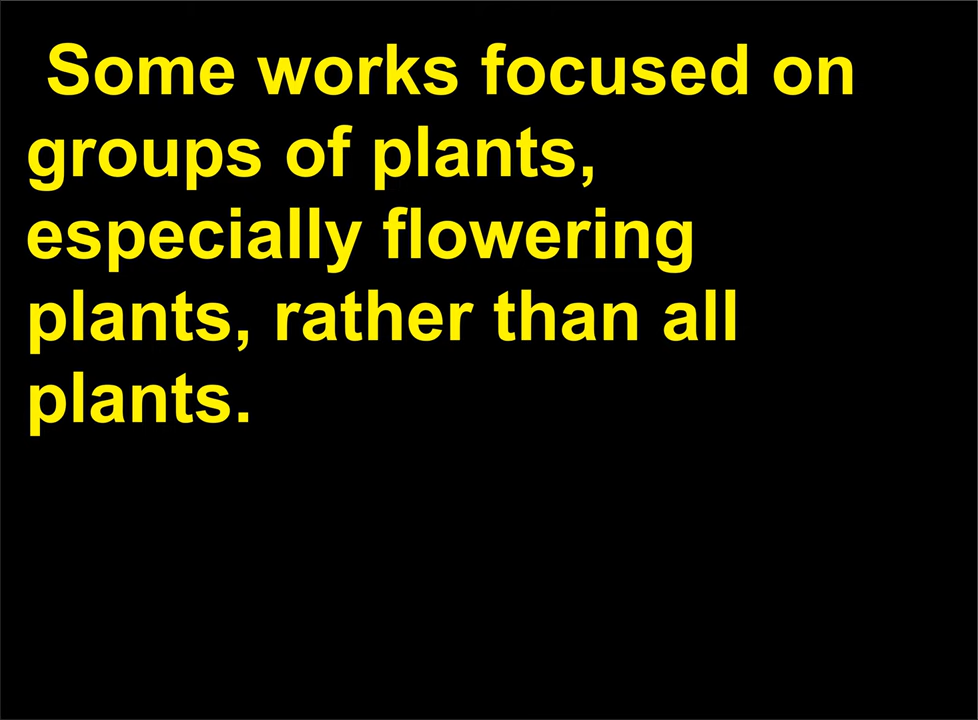 Some works focused on
groups of plants,
especially flowering
plants, rather than all
plants.